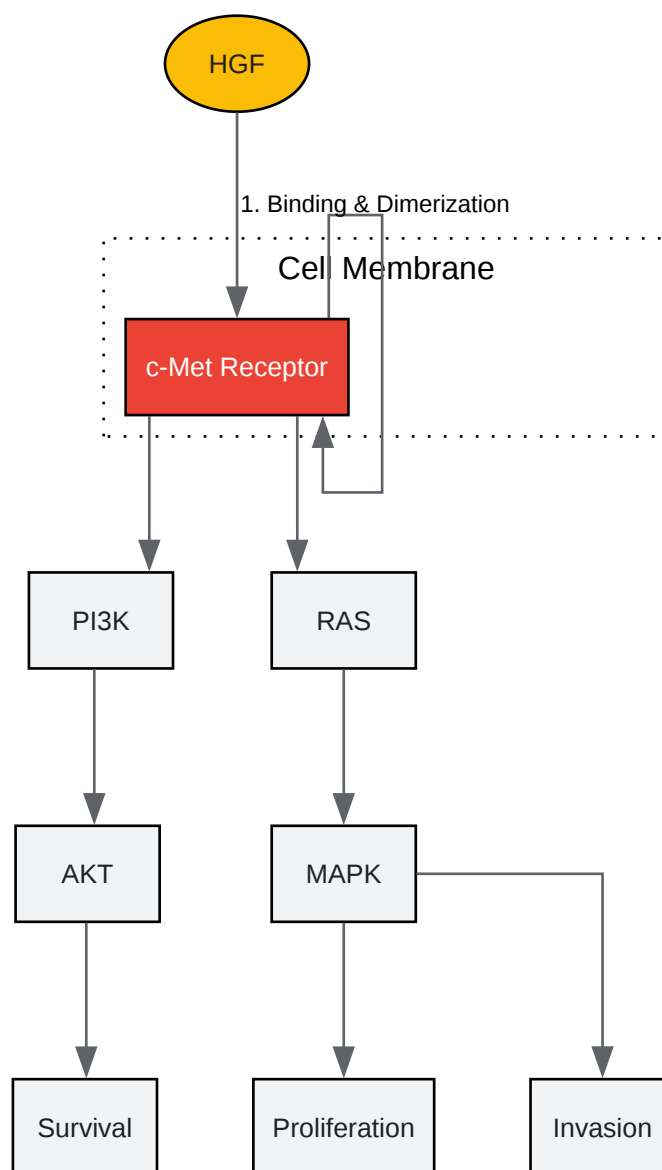 HGF
1. Binding & Dimerization
Cell Membrane
c-Met Receptor
PI3K
RAS
AKT
MAPK
Survival
Proliferation
Invasion